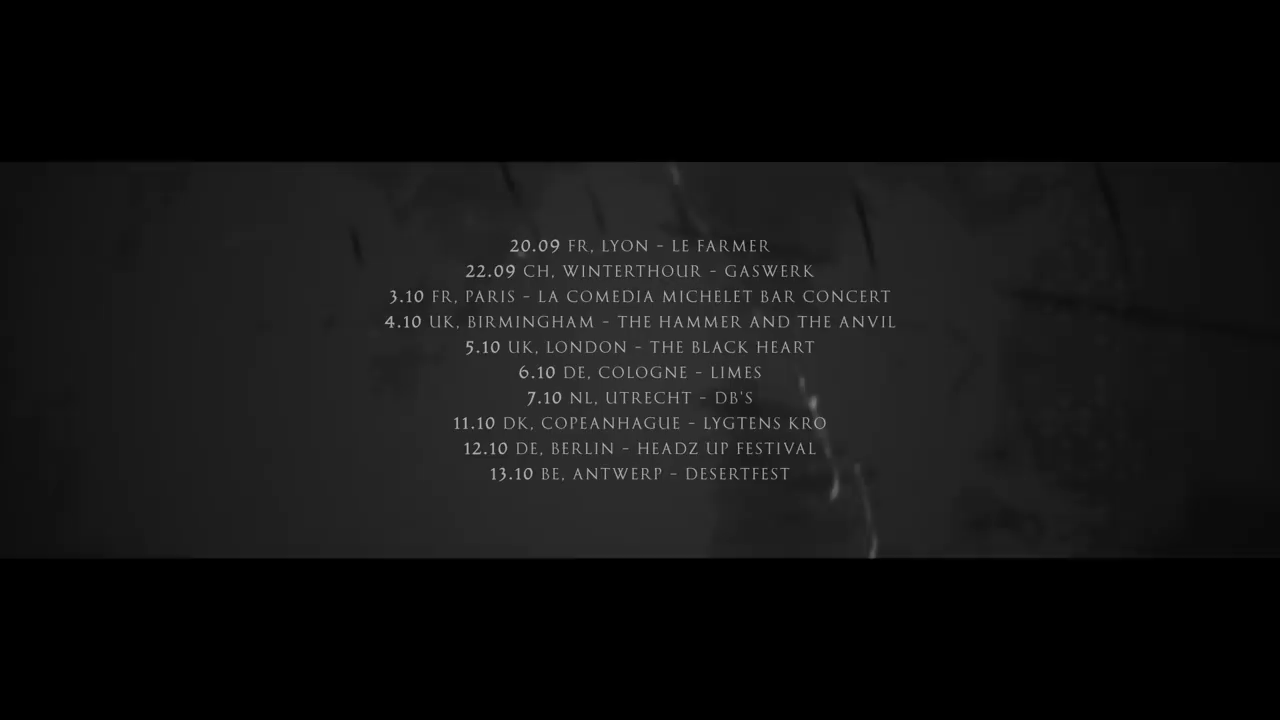 20.09 FR, LYON - LE FARMER
22.09 CH, WINTERTHOUR - GASWERK
3.10 FR, PARIS - LA COMEDIA MICHELET BAR CONCERT
4.10 UK, BIRMINGHAM - THE HAMMER AND THE ANVIL
5.10 UK, LONDON - THE BLACK HEART
6.10 DE, COLOGNE - LIMES
7.10 NL, UTRECHT - DB'S
11.10 DK, COPEANHAGUE - LYGTENS KRO
12.10 DE, BERLIN - HEADZ UP FESTIVAL
13.10 BE, ANTWERP - DESERTFEST